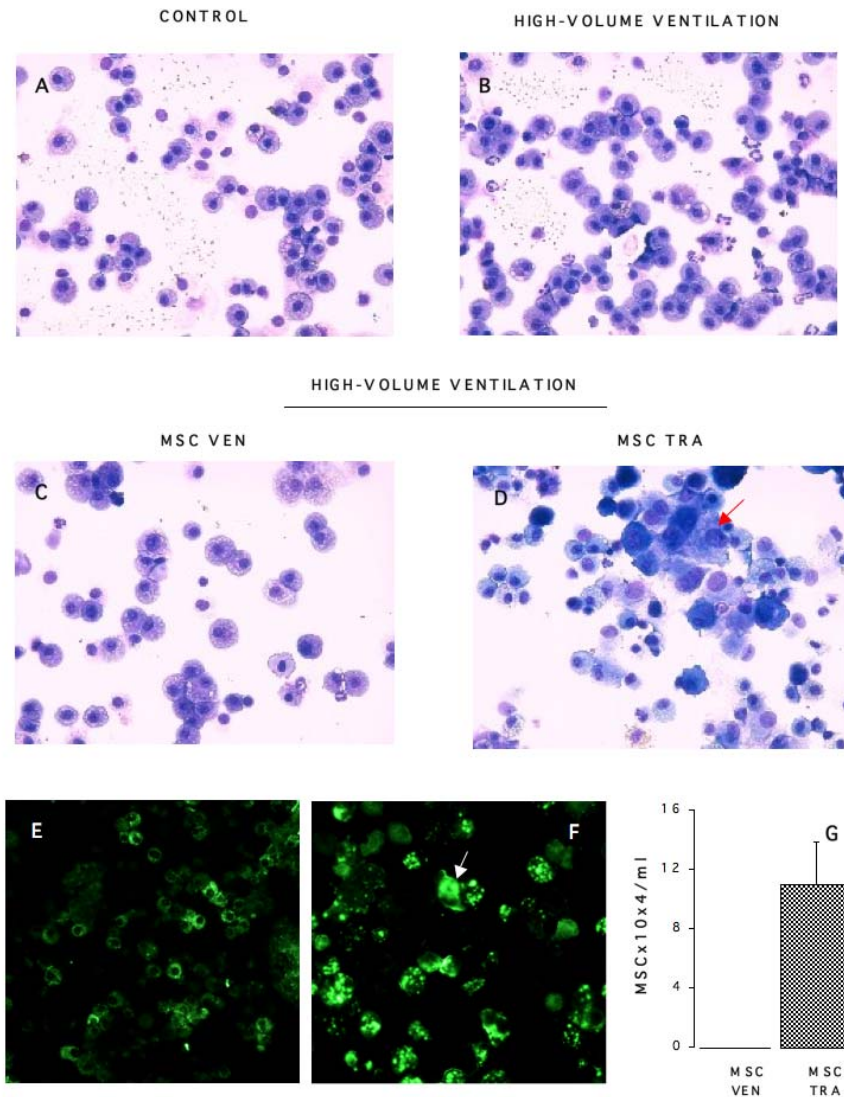 CONTROL
HIGH-VOLUME VENTILATION
A
B
HIGH-VOLUME VENTILATION
MSC VEN
MSC TRA
C
D
E
F
G
16
12
8
4
0
MSCx10x4/ml
MSC VEN
MSC TRA